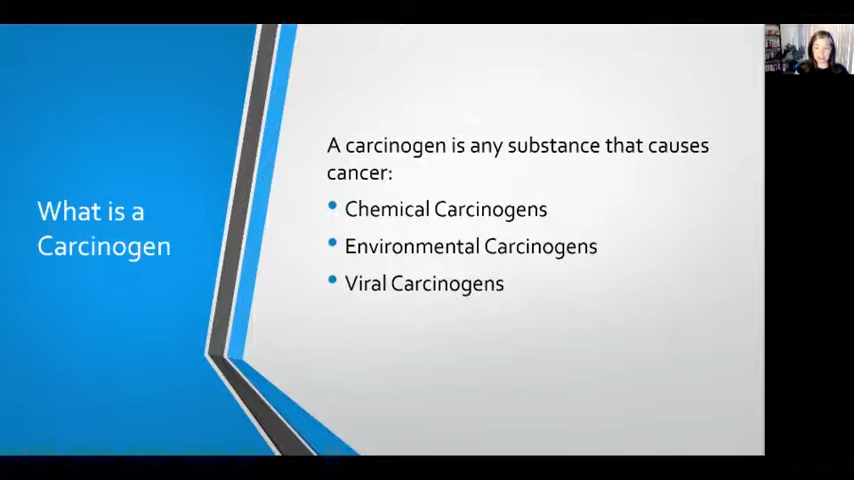 What is a
Carcinogen
A carcinogen is any substance that causes
cancer:
• Chemical Carcinogens
• Environmental Carcinogens
• Viral Carcinogens